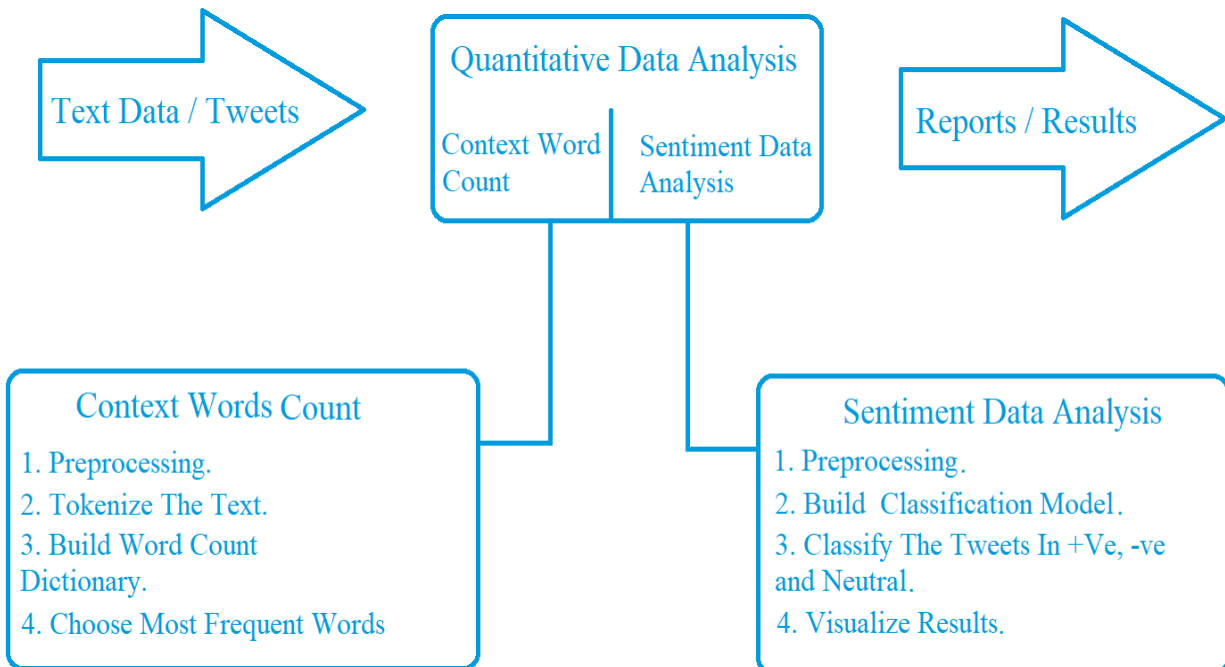 Text Data / Tweets
Quantitative Data Analysis
Context Word
Count
Sentiment Data
Analysis
Reports / Results
Context Words Count
1. Preprocessing.
2. Tokenize The Text.
3. Build Word Count
Dictionary.
4. Choose Most Frequent Words
Sentiment Data Analysis
1. Preprocessing.
2. Build Classification Model.
3. Classify The Tweets In +Ve, -ve
and Neutral.
4. Visualize Results.